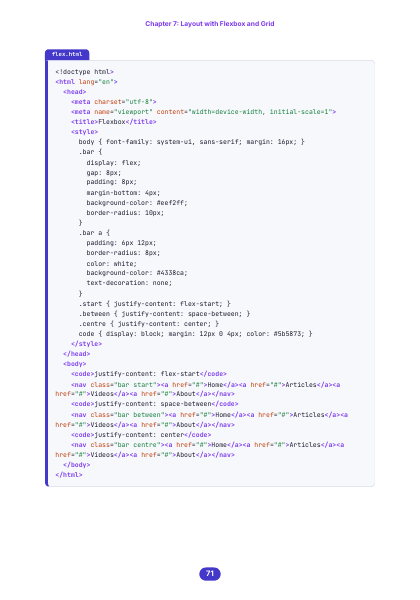 Chapter 7: Layout with Flexbox and Grid
flex.html
<!doctype html>
<html lang="en">
  <head>
    <meta charset="utf-8">
    <meta name="viewport" content="width=device-width, initial-scale=1">
    <title>Flexbox</title>
    <style>
      body { font-family: system-ui, sans-serif; margin: 16px; }
      .bar {
        display: flex;
        gap: 8px;
        padding: 8px;
        margin-bottom: 4px;
        background-color: #eef2ff;
        border-radius: 10px;
      }
      .bar a {
        padding: 6px 12px;
        border-radius: 8px;
        color: white;
        background-color: #4338ca;
        text-decoration: none;
      }
      .start { justify-content: flex-start; }
      .between { justify-content: space-between; }
      .centre { justify-content: center; }
      code { display: block; margin: 12px 0 4px; color: #5b5873; }
    </style>
  </head>
  <body>
    <code>justify-content: flex-start</code>
    <nav class="bar start"><a href="#">Home</a><a href="#">Articles</a><a
href="#">Videos</a><a href="#">About</a></nav>
    <code>justify-content: space-between</code>
    <nav class="bar between"><a href="#">Home</a><a href="#">Articles</a><a
href="#">Videos</a><a href="#">About</a></nav>
    <code>justify-content: center</code>
    <nav class="bar centre"><a href="#">Home</a><a href="#">Articles</a><a
href="#">Videos</a><a href="#">About</a></nav>
  </body>
</html>
71